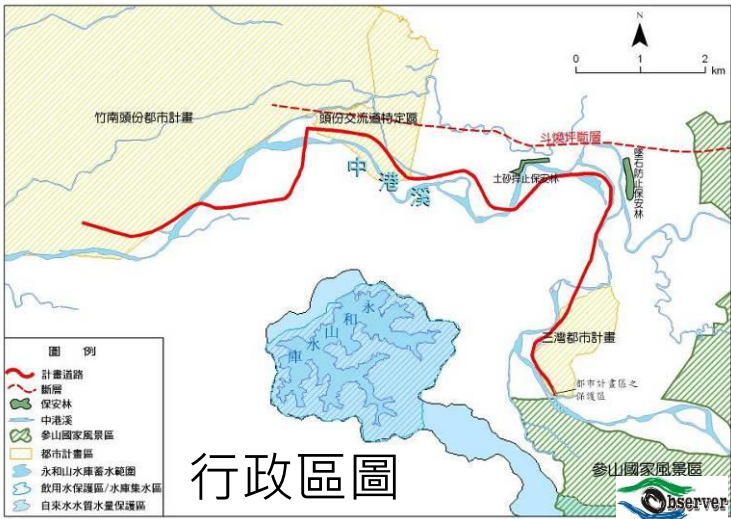 N
0 1 2
km
竹南頭份都市計畫
頭份交流道特定區
斗燒坪斷層
中港溪
土砂捍止保安林
墜石防止保安林
永和山水庫
三灣都市計畫
都市計畫區之
保護區
參山國家風景區
圖 例
計畫道路
斷層
保安林
中港溪
參山國家風景區
都市計畫區
永和山水庫蓄水範圍
飲用水保護區/水庫集水區
自來水水質水量保護區
行政區圖
Observer